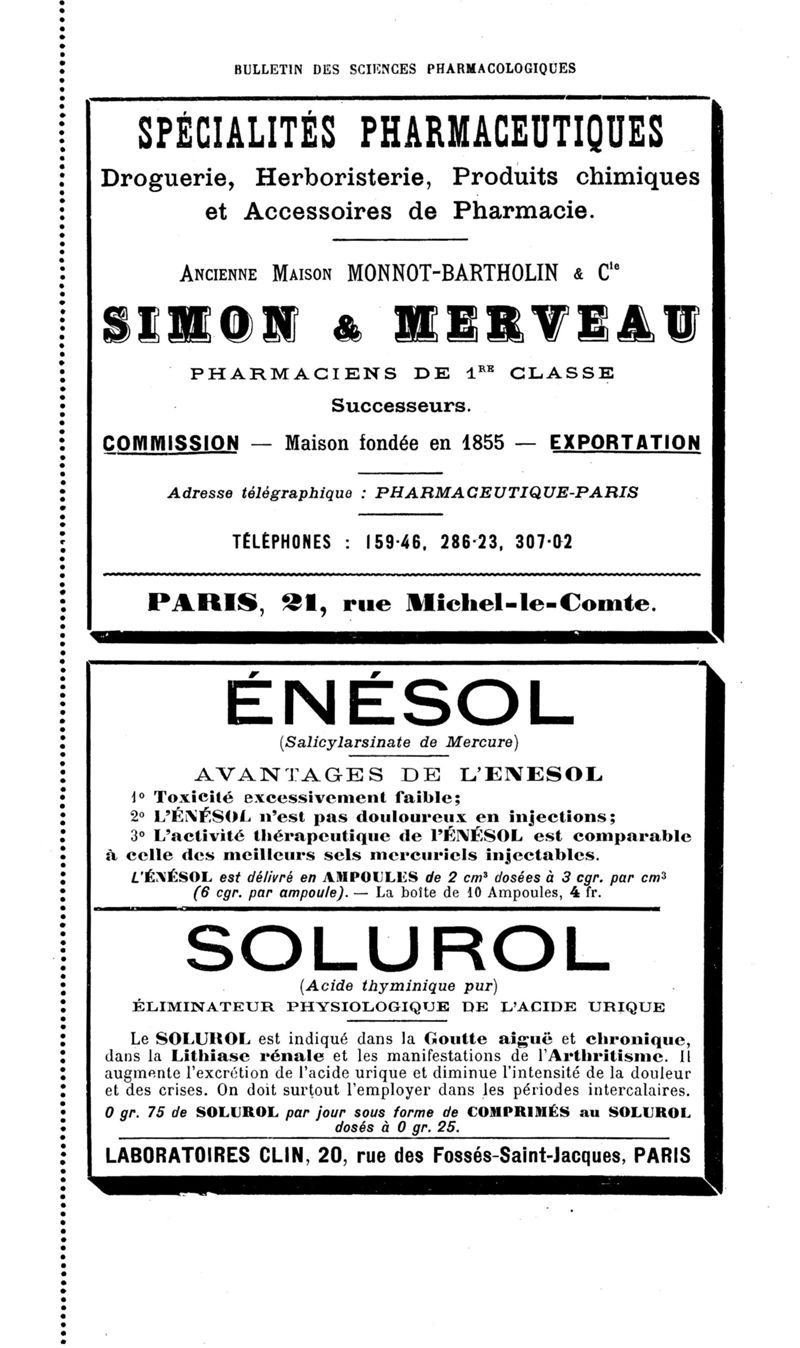 BULLETIN DES SCIENCES PHARMACOLOGIQUES
SPÉCIALITÉS PHARMACEUTIQUES
Droguerie, Herboristerie, Produits chimiques
et Accessoires de Pharmacie.
ANCIENNE MAISON MONNOT-BARTHOLIN & Cie
SIMON & MERVEAU
PHARMACIENS DE 1RE CLASSE
Successeurs.
COMMISSION — Maison fondée en 1855 — EXPORTATION
Adresse télégraphique : PHARMACEUTIQUE-PARIS
TÉLÉPHONES : 159-46, 286-23, 307-02
PARIS, 21, rue Michel-le-Comte.
ÉNÉSOL
(Salicylarsinate de Mercure)
AVANTAGES DE L'ENESOL
1° Toxicité excessivement faible;
2° L'ÉNÉSOL n'est pas douloureux en injections;
3° L'activité thérapeutique de l'ÉNÉSOL est comparable
à celle des meilleurs sels mercuriels injectables.
L'ÉNÉSOL est délivré en AMPOULES de 2 cm³ dosées à 3 cgr. par cm³
(6 cgr. par ampoule). — La boîte de 10 Ampoules, 4 fr.
SOLUROL
(Acide thyminique pur)
ÉLIMINATEUR PHYSIOLOGIQUE DE L'ACIDE URIQUE
Le SOLUROL est indiqué dans la Goutte aiguë et chronique,
dans la Lithiase rénale et les manifestations de l'Arthritisme. Il
augmente l'excrétion de l'acide urique et diminue l'intensité de la douleur
et des crises. On doit surtout l'employer dans les périodes intercalaires.
0 gr. 75 de SOLUROL par jour sous forme de COMPRIMÉS au SOLUROL
dosés à 0 gr. 25.
LABORATOIRES CLIN, 20, rue des Fossés-Saint-Jacques, PARIS